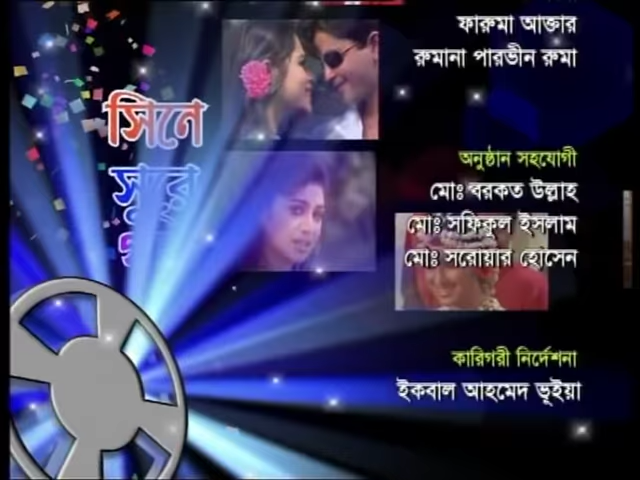 সিনে
সুরে
ফারুমা আক্তার
রুমানা পারভীন রুমা
অনুষ্ঠান সহযোগী
মোঃ বরকত উল্লাহ
মোঃ সফিকুল ইসলাম
মোঃ সরোয়ার হোসেন
কারিগরী নির্দেশনা
ইকবাল আহমেদ ভূইয়া